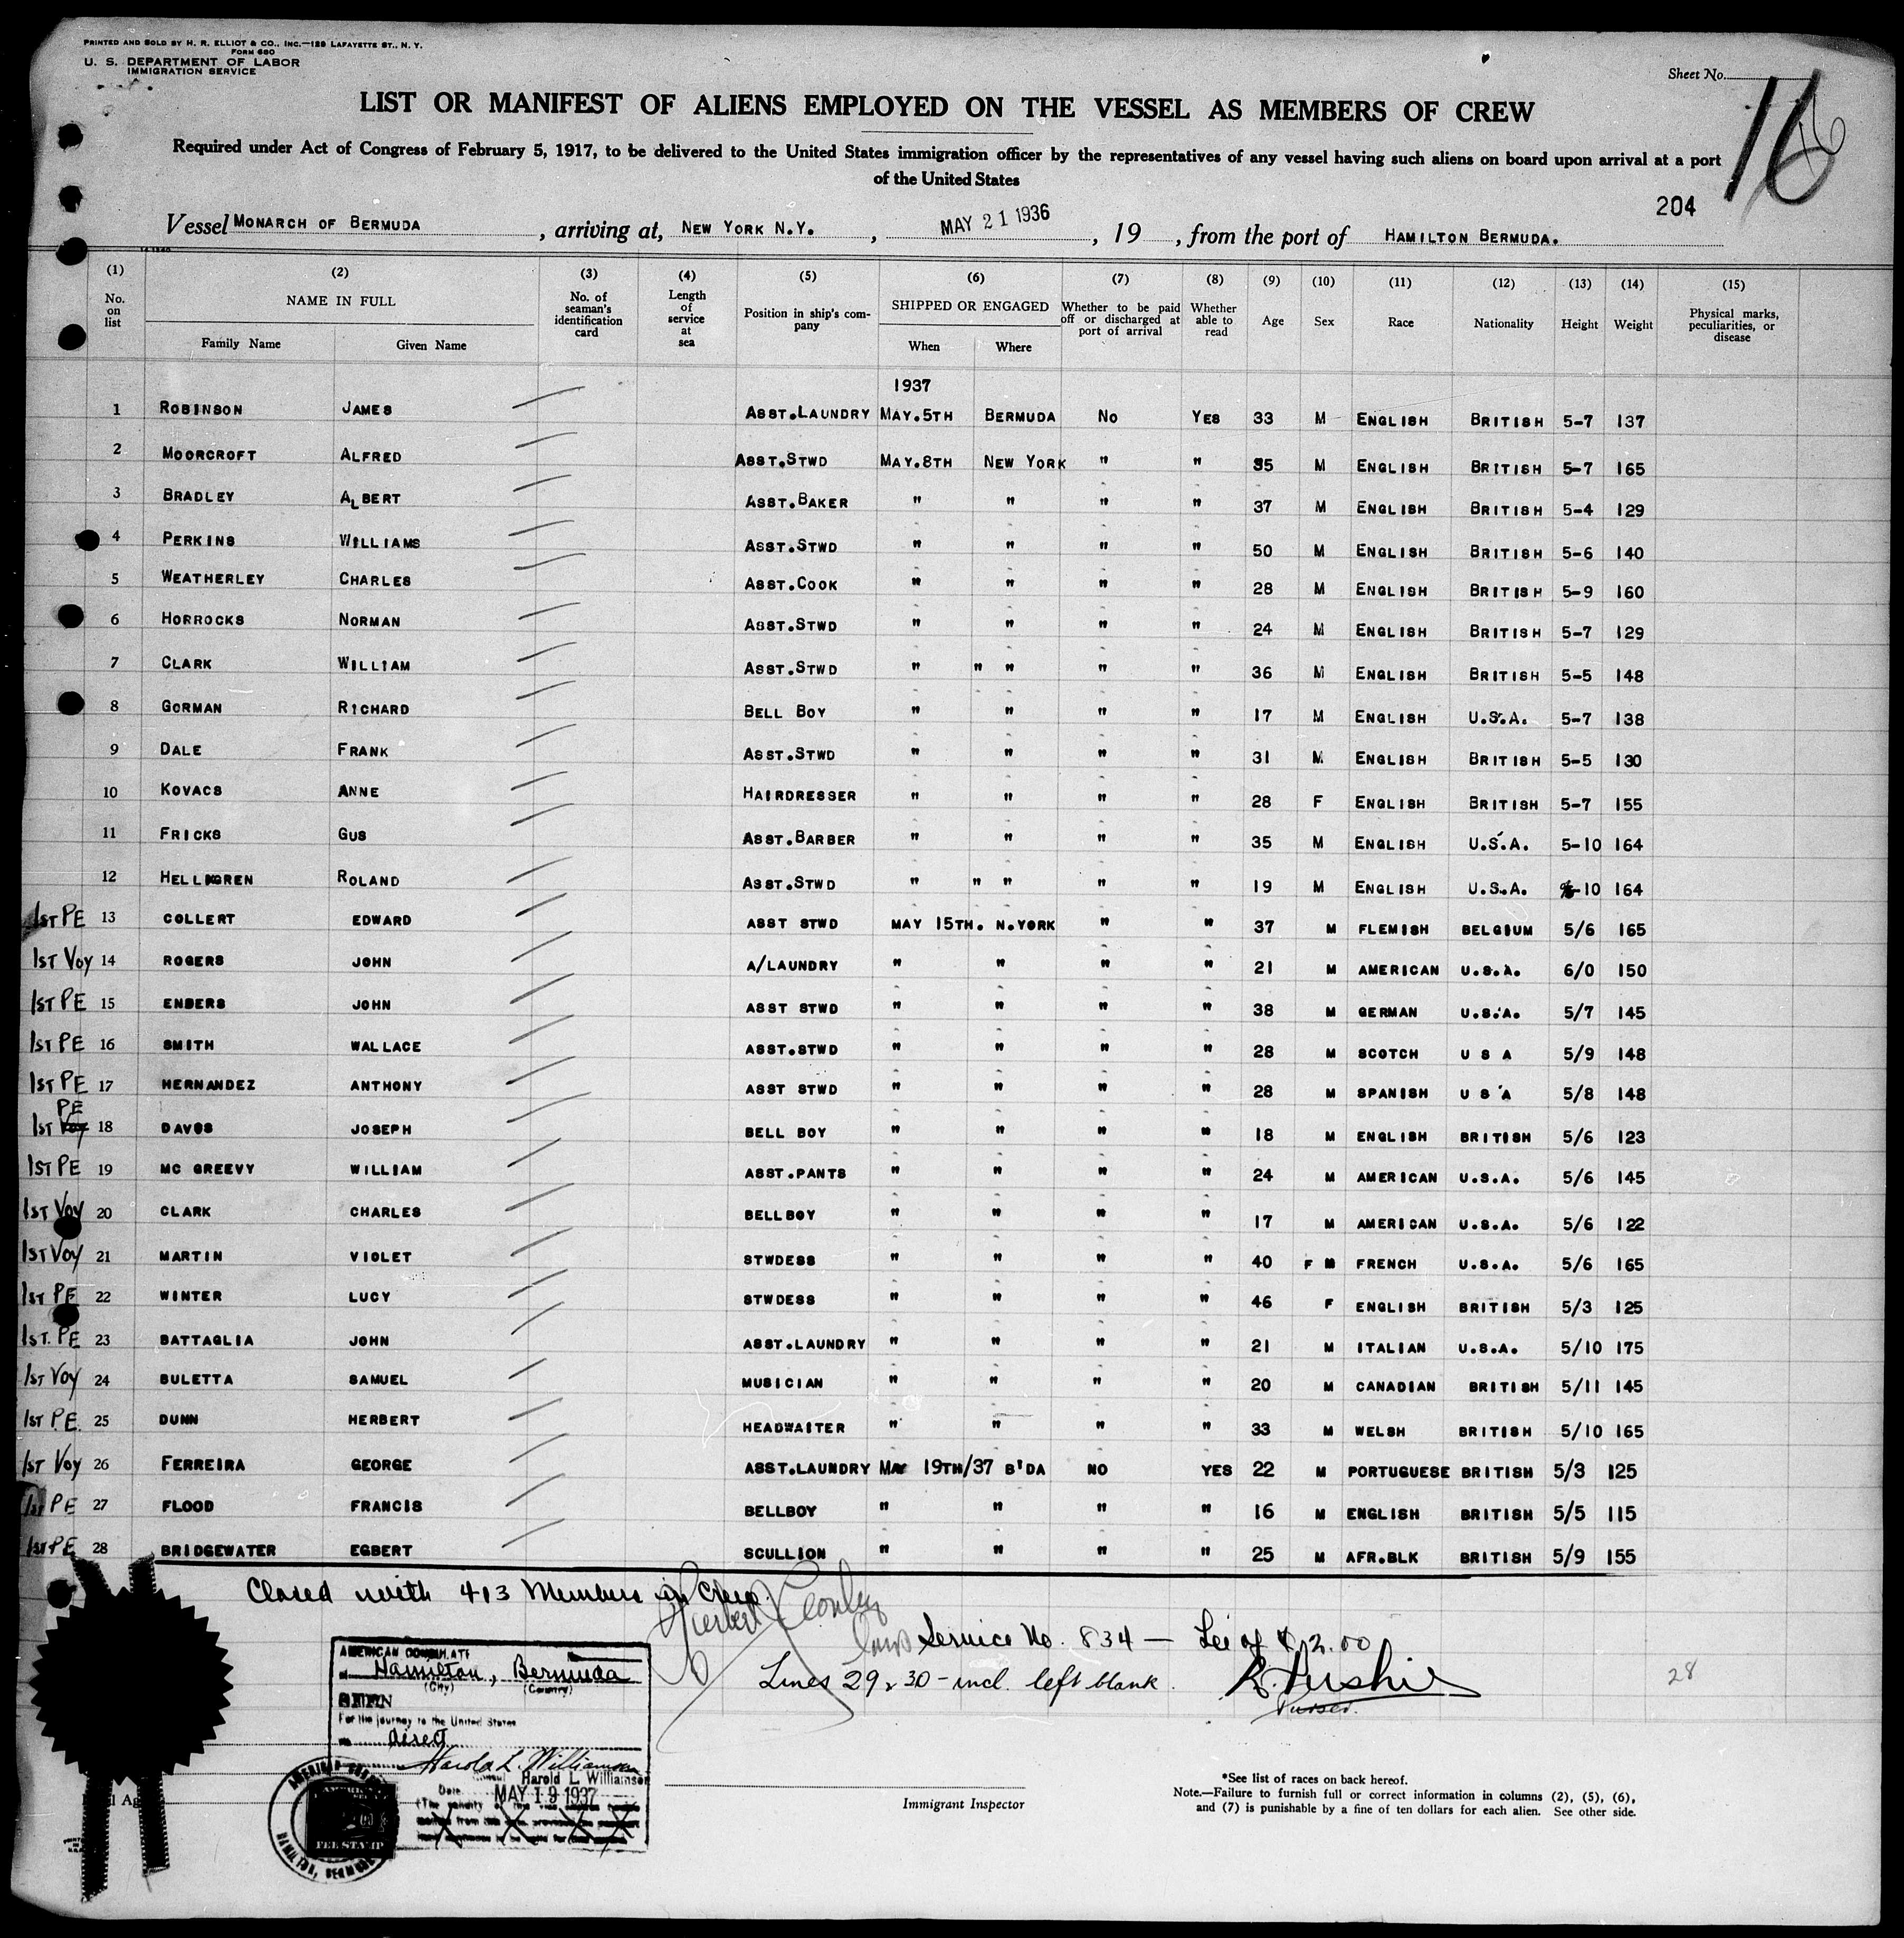 PRINTED AND SOLD BY H. R. ELLIOT & CO., INC.—129 LAFAYETTE ST., N. Y.
FORM 680
U. S. DEPARTMENT OF LABOR
IMMIGRATION SERVICE
Sheet No.
16
16
LIST OR MANIFEST OF ALIENS EMPLOYED ON THE VESSEL AS MEMBERS OF CREW
Required under Act of Congress of February 5, 1917, to be delivered to the United States immigration officer by the representatives of any vessel having such aliens on board upon arrival at a port
of the United States
204
Vessel MONARCH OF BERMUDA, arriving at, NEW YORK N.Y., MAY 21 1936, 19, from the port of HAMILTON BERMUDA.
(1) (2) (3) (4) (5) (6) (7) (8) (9) (10) (11) (12) (13) (14) (15)
No. on list NAME IN FULL Family Name Given Name No. of seaman's identification card Length of service at sea Position in ship's company SHIPPED OR ENGAGED When Where Whether to be paid off or discharged at port of arrival Whether able to read Age Sex Race Nationality Height Weight Physical marks, peculiarities, or disease
1937
1 ROBINSON JAMES ASST.LAUNDRY MAY.5TH BERMUDA NO YES 33 M ENGLISH BRITISH 5-7 137
2 MOORCROFT ALFRED ASST.STWD MAY.8TH NEW YORK " " 35 M ENGLISH BRITISH 5-7 165
3 BRADLEY ALBERT ASST.BAKER " " " " 37 M ENGLISH BRITISH 5-4 129
4 PERKINS WILLIAMS ASST.STWD " " " " 50 M ENGLISH BRITISH 5-6 140
5 WEATHERLEY CHARLES ASST.COOK " " " " 28 M ENGLISH BRITISH 5-9 160
6 HORROCKS NORMAN ASST.STWD " " " " 24 M ENGLISH BRITISH 5-7 129
7 CLARK WILLIAM ASST.STWD " " " " " 36 M ENGLISH BRITISH 5-5 148
8 GORMAN RICHARD BELL BOY " " " " 17 M ENGLISH U.S.A. 5-7 138
9 DALE FRANK ASST.STWD " " " " 31 M ENGLISH BRITISH 5-5 130
10 KOVACS ANNE HAIRDRESSER " " " " 28 F ENGLISH BRITISH 5-7 155
11 FRICKS GUS ASST.BARBER " " " " 35 M ENGLISH U.S.A. 5-10 164
12 HELLKGREN ROLAND ASST.STWD " " " " " 19 M ENGLISH U.S.A. 5-10 164
1ST PE 13 COLLERT EDWARD ASST STWD MAY 15TH. N.YORK " " 37 M FLEMISH BELGIUM 5/6 165
1ST VOY 14 ROGERS JOHN A/LAUNDRY " " " " 21 M AMERICAN U.S.A. 6/0 150
1ST PE 15 ENDERS JOHN ASST STWD " " " " 38 M GERMAN U.S.A. 5/7 145
1ST PE 16 SMITH WALLACE ASST.STWD " " " " 28 M SCOTCH U S A 5/9 148
1ST PE 17 HERNANDEZ ANTHONY ASST STWD " " " " 28 M SPANISH U S A 5/8 148
PE
1ST VOY 18 DAVOS JOSEPH BELL BOY " " " " 18 M ENGLISH BRITISH 5/6 123
1ST PE 19 MC GREEVY WILLIAM ASST.PANTS " " " " 24 M AMERICAN U.S.A. 5/6 145
1ST VOY 20 CLARK CHARLES BELLBOY " " " " 17 M AMERICAN U.S.A. 5/6 122
1ST VOY 21 MARTIN VIOLET STWDESS " " " " 40 F M FRENCH U.S.A. 5/6 165
1ST PE 22 WINTER LUCY STWDESS " " " " 46 F ENGLISH BRITISH 5/3 125
1ST. PE 23 BATTAGLIA JOHN ASST.LAUNDRY " " " " 21 M ITALIAN U.S.A. 5/10 175
1ST VOY 24 BULETTA SAMUEL MUSICIAN " " " " 20 M CANADIAN BRITISH 5/11 145
1ST P.E. 25 DUNN HERBERT HEADWAITER " " " " 33 M WELSH BRITISH 5/10 165
1ST VOY 26 FERREIRA GEORGE ASST.LAUNDRY MAY 19TH/37 B'DA NO YES 22 M PORTUGUESE BRITISH 5/3 125
1ST PE 27 FLOOD FRANCIS BELLBOY " " " " 16 M ENGLISH BRITISH 5/5 115
1ST PE 28 BRIDGEWATER EGBERT SCULLION " " " " 25 M AFR.BLK BRITISH 5/9 155
Closed with 413 Members in Crew.
Service No. 834 — Fee of $ 12.00
Lines 29 & 30 - incl. left blank.
Purser.
28
AMERICAN CONSULATE
at Hamilton, Bermuda
(City) (Country)
SEEN
For the journey to the United States
via direct
Harold L. Williamson
Consul Harold L Williamson
Date MAY 19 1937
FEE STAMP
HAMILTON, BERMUDA
Immigrant Inspector
*See list of races on back hereof.
Note.—Failure to furnish full or correct information in columns (2), (5), (6),
and (7) is punishable by a fine of ten dollars for each alien. See other side.